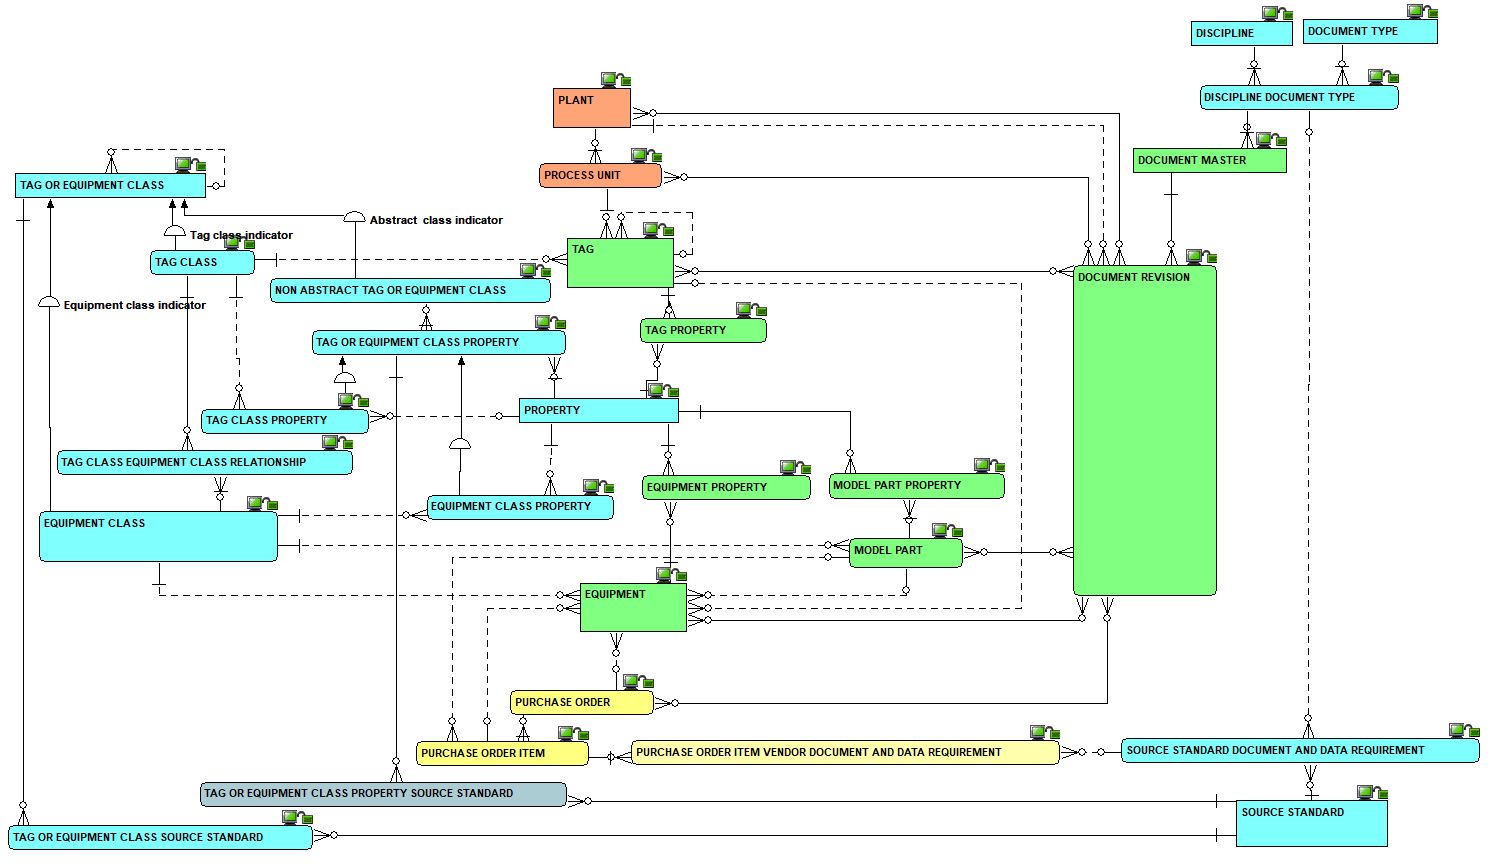 DISCIPLINE
DOCUMENT TYPE
DISCIPLINE DOCUMENT TYPE
PLANT
DOCUMENT MASTER
PROCESS UNIT
TAG OR EQUIPMENT CLASS
Abstract class indicator
Tag class indicator
TAG
TAG CLASS
DOCUMENT REVISION
NON ABSTRACT TAG OR EQUIPMENT CLASS
Equipment class indicator
TAG PROPERTY
TAG OR EQUIPMENT CLASS PROPERTY
PROPERTY
TAG CLASS PROPERTY
TAG CLASS EQUIPMENT CLASS RELATIONSHIP
EQUIPMENT PROPERTY
MODEL PART PROPERTY
EQUIPMENT CLASS PROPERTY
EQUIPMENT CLASS
MODEL PART
EQUIPMENT
PURCHASE ORDER
PURCHASE ORDER ITEM
PURCHASE ORDER ITEM VENDOR DOCUMENT AND DATA REQUIREMENT
SOURCE STANDARD DOCUMENT AND DATA REQUIREMENT
TAG OR EQUIPMENT CLASS PROPERTY SOURCE STANDARD
SOURCE STANDARD
TAG OR EQUIPMENT CLASS SOURCE STANDARD